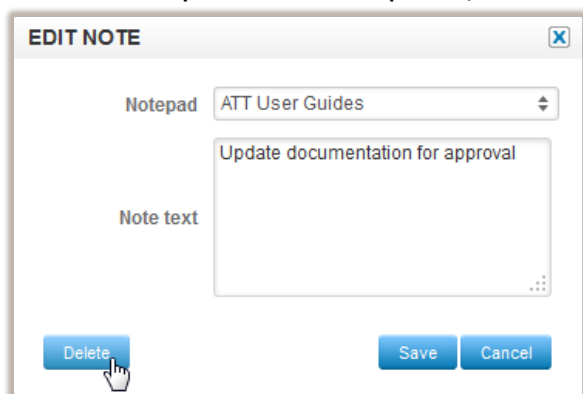 EDIT NOTE
Notepad ATT User Guides
Update documentation for approval
Note text
Delete Save Cancel